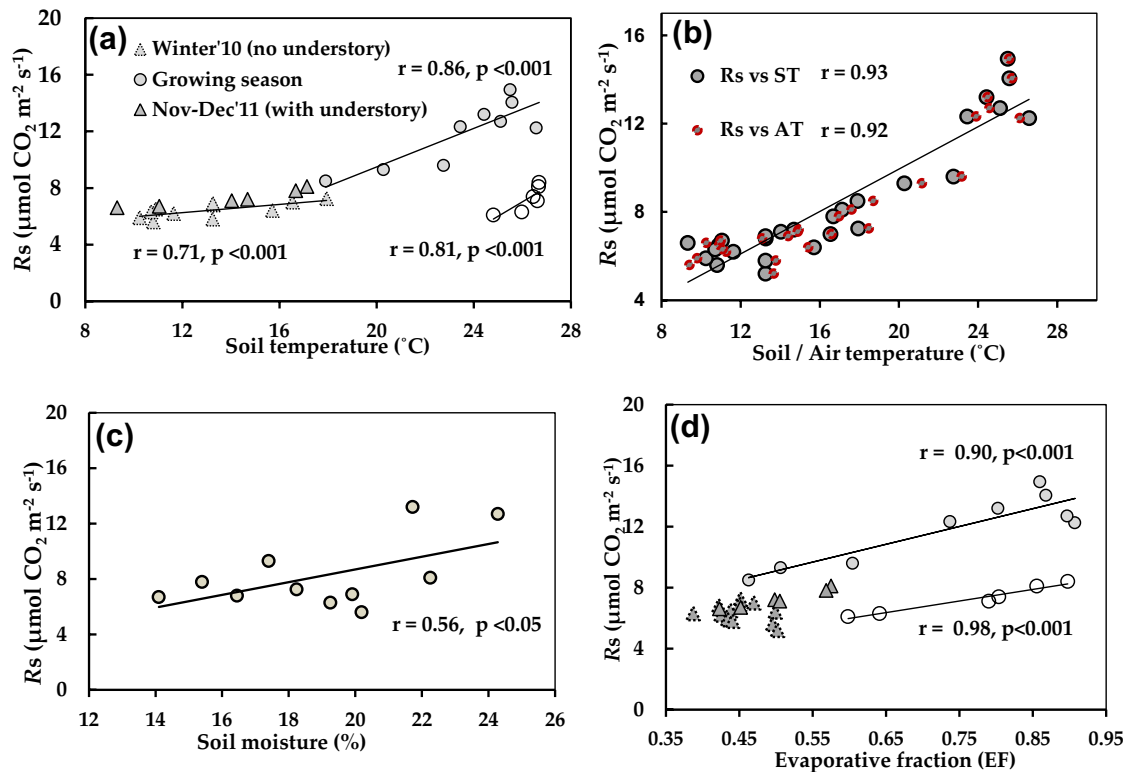 (a)
Winter'10 (no understory)
Growing season
Nov-Dec'11 (with understory)
r = 0.86, p <0.001
r = 0.71, p <0.001
r = 0.81, p <0.001
Rs (µmol CO₂ m⁻² s⁻¹)
20
16
12
8
4
0
8 12 16 20 24 28
Soil temperature (˚C)
(b)
Rs vs ST r = 0.93
Rs vs AT r = 0.92
Rs (µmol CO₂ m⁻² s⁻¹)
16
12
8
4
8 12 16 20 24 28
Soil / Air temperature (˚C)
(c)
r = 0.56, p <0.05
Rs (µmol CO₂ m⁻² s⁻¹)
20
16
12
8
4
0
12 14 16 18 20 22 24 26
Soil moisture (%)
(d)
r = 0.90, p<0.001
r = 0.98, p<0.001
Rs (µmol CO₂ m⁻² s⁻¹)
20
16
12
8
4
0
0.35 0.45 0.55 0.65 0.75 0.85 0.95
Evaporative fraction (EF)